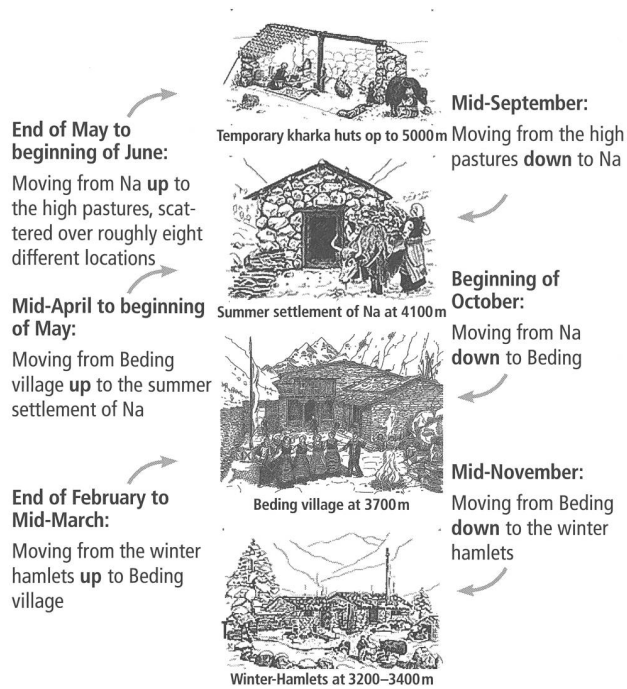 End of May to
beginning of June:
Moving from Na up to
the high pastures, scat-
tered over roughly eight
different locations
Mid-April to beginning
of May:
Moving from Beding
village up to the summer
settlement of Na
End of February to
Mid-March:
Moving from the winter
hamlets up to Beding
village
Temporary kharka huts op to 5000 m
Summer settlement of Na at 4100 m
Beding village at 3700 m
Winter-Hamlets at 3200–3400 m
Mid-September:
Moving from the high
pastures down to Na
Beginning of
October:
Moving from Na
down to Beding
Mid-November:
Moving from Beding
down to the winter
hamlets